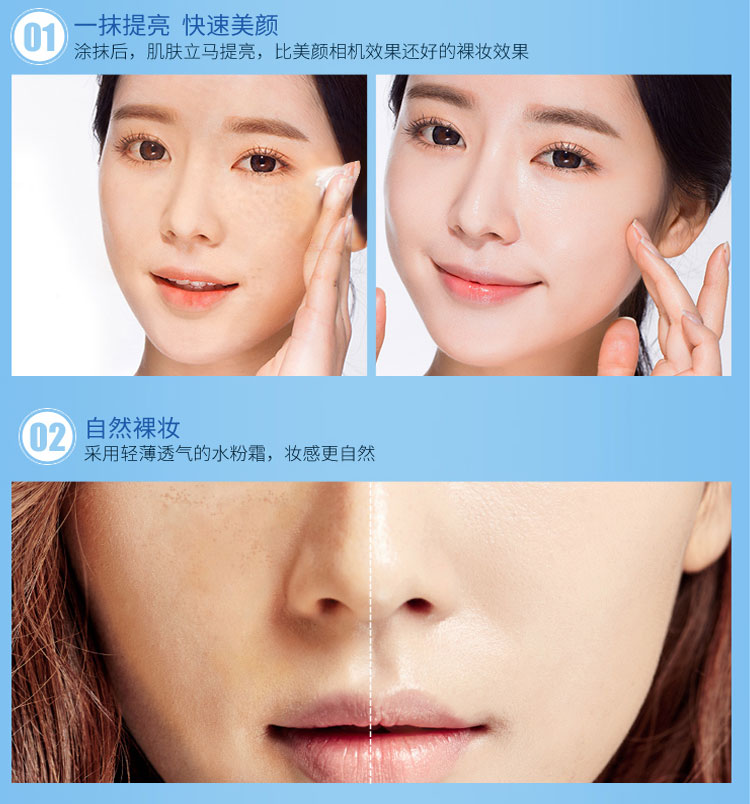 01
一抹提亮 快速美颜
涂抹后，肌肤立马提亮，比美颜相机效果还好的裸妆效果
02
自然裸妆
采用轻薄透气的水粉霜，妆感更自然